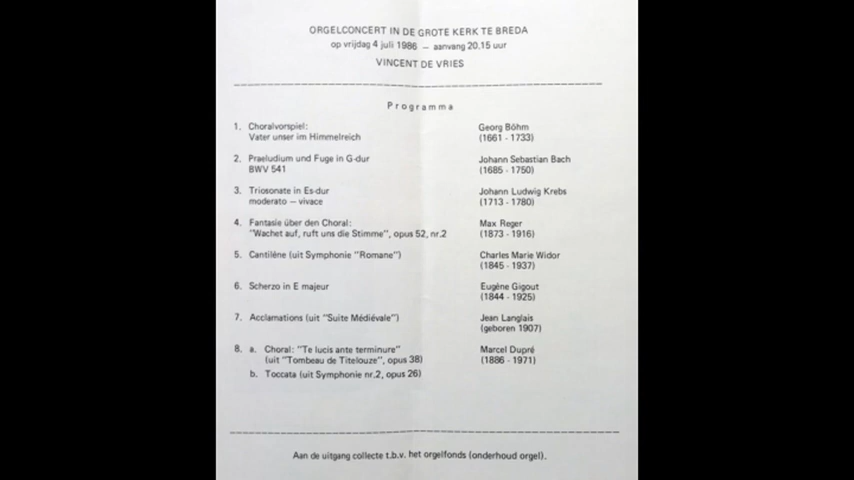 ORGELCONCERT IN DE GROTE KERK TE BREDA
op vrijdag 4 juli 1986 — aanvang 20,15 uur
VINCENT DE VRIES
Programma
1. Choralvorspiel: Georg Böhm
Vater unser im Himmelreich (1661 - 1733)
2. Praeludium und Fuge in G-dur Johann Sebastian Bach
BWV 541 (1685 - 1750)
3. Triosonate in Es-dur Johann Ludwig Krebs
moderato — vivace (1713 - 1780)
4. Fantasie über den Choral: Max Reger
"Wachet auf, ruft uns die Stimme", opus 52, nr.2 (1873 - 1916)
5. Cantilène (uit Symphonie "Romane") Charles Marie Widor
(1845 - 1937)
6. Scherzo in E majeur Eugène Gigout
(1844 - 1925)
7. Acclamations (uit "Suite Médiévale") Jean Langlais
(geboren 1907)
8. a. Choral: "Te lucis ante terminure" Marcel Dupré
(uit "Tombeau de Titelouze", opus 38) (1886 - 1971)
b. Toccata (uit Symphonie nr.2, opus 26)
Aan de uitgang collecte t.b.v. het orgelfonds (onderhoud orgel).